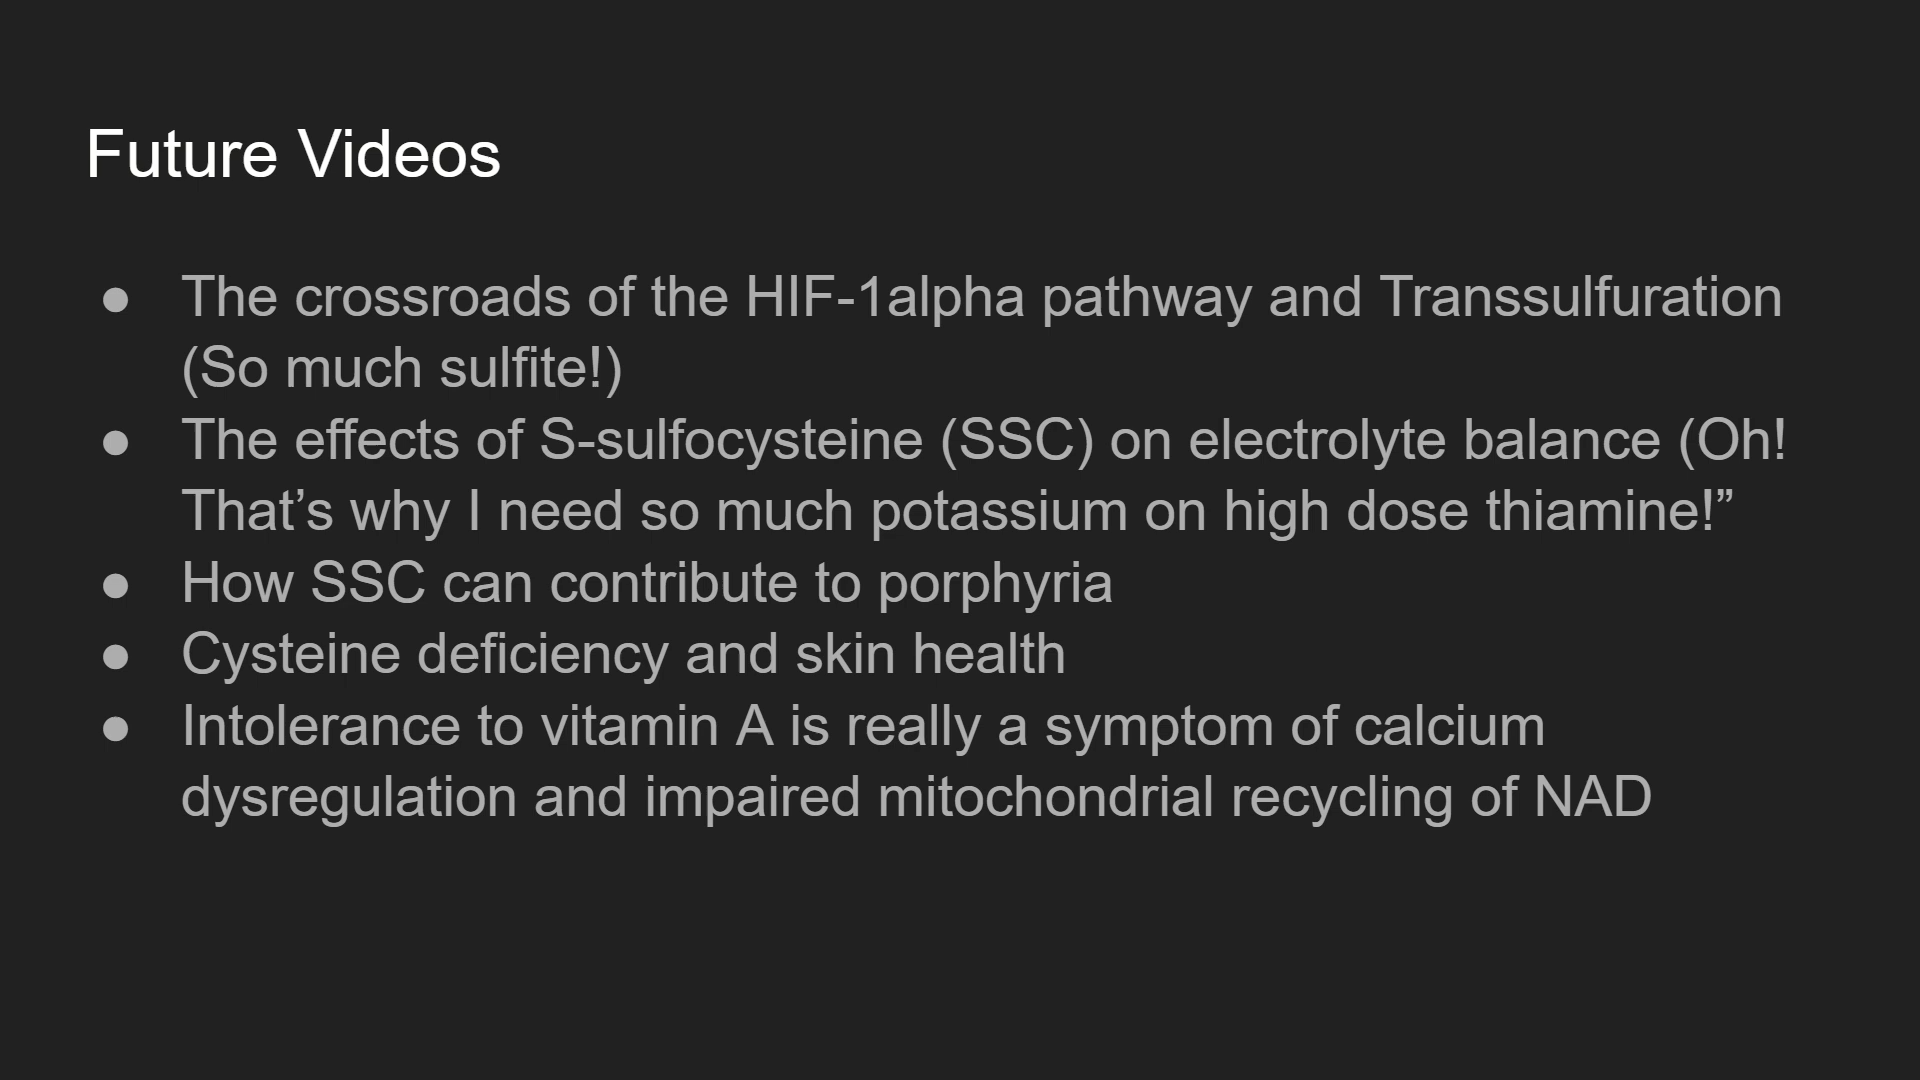 Future Videos
● The crossroads of the HIF-1alpha pathway and Transsulfuration
(So much sulfite!)
● The effects of S-sulfocysteine (SSC) on electrolyte balance (Oh!
That’s why I need so much potassium on high dose thiamine!”
● How SSC can contribute to porphyria
● Cysteine deficiency and skin health
● Intolerance to vitamin A is really a symptom of calcium
dysregulation and impaired mitochondrial recycling of NAD